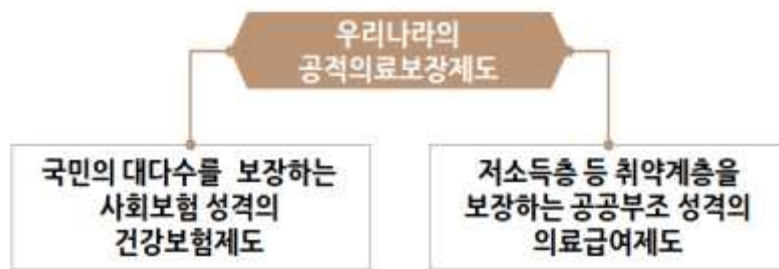 우리나라의
공적의료보장제도
국민의 대다수를 보장하는
사회보험 성격의
건강보험제도
저소득층 등 취약계층을
보장하는 공공부조 성격의
의료급여제도